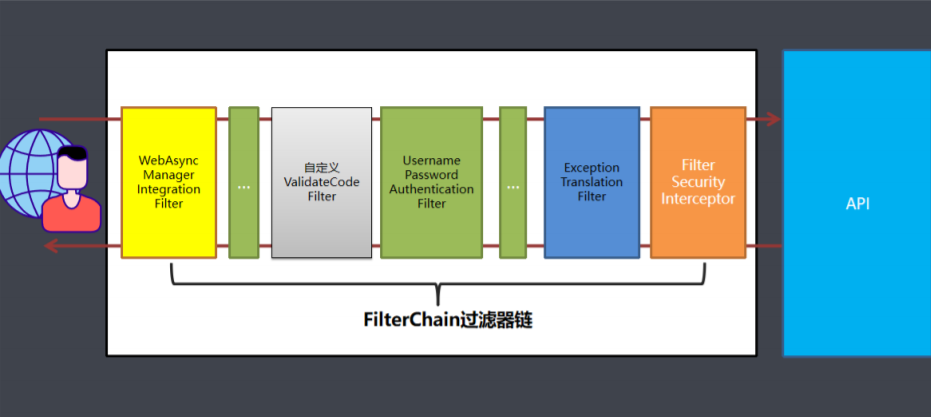 WebAsync
Manager
Integration
Filter
...
自定义
ValidateCode
Filter
Username
Password
Authentication
Filter
...
Exception
Translation
Filter
Filter
Security
Interceptor
API
FilterChain过滤器链